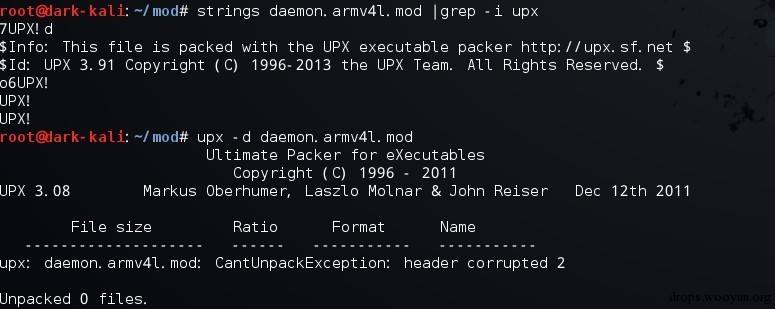 root@dark-kali:~/mod# strings daemon.armv4l.mod |grep -i upx
7UPX!d
$Info: This file is packed with the UPX executable packer http://upx.sf.net $
$Id: UPX 3.91 Copyright (C) 1996-2013 the UPX Team. All Rights Reserved. $
o6UPX!
UPX!
UPX!
root@dark-kali:~/mod# upx -d daemon.armv4l.mod
Ultimate Packer for eXecutables
Copyright (C) 1996 - 2011
UPX 3.08 Markus Oberhumer, Laszlo Molnar & John Reiser Dec 12th 2011
File size Ratio Format Name
-------------------- ------ ----------- -----------
upx: daemon.armv4l.mod: CantUnpackException: header corrupted 2
Unpacked 0 files.
drops.wooyun.org